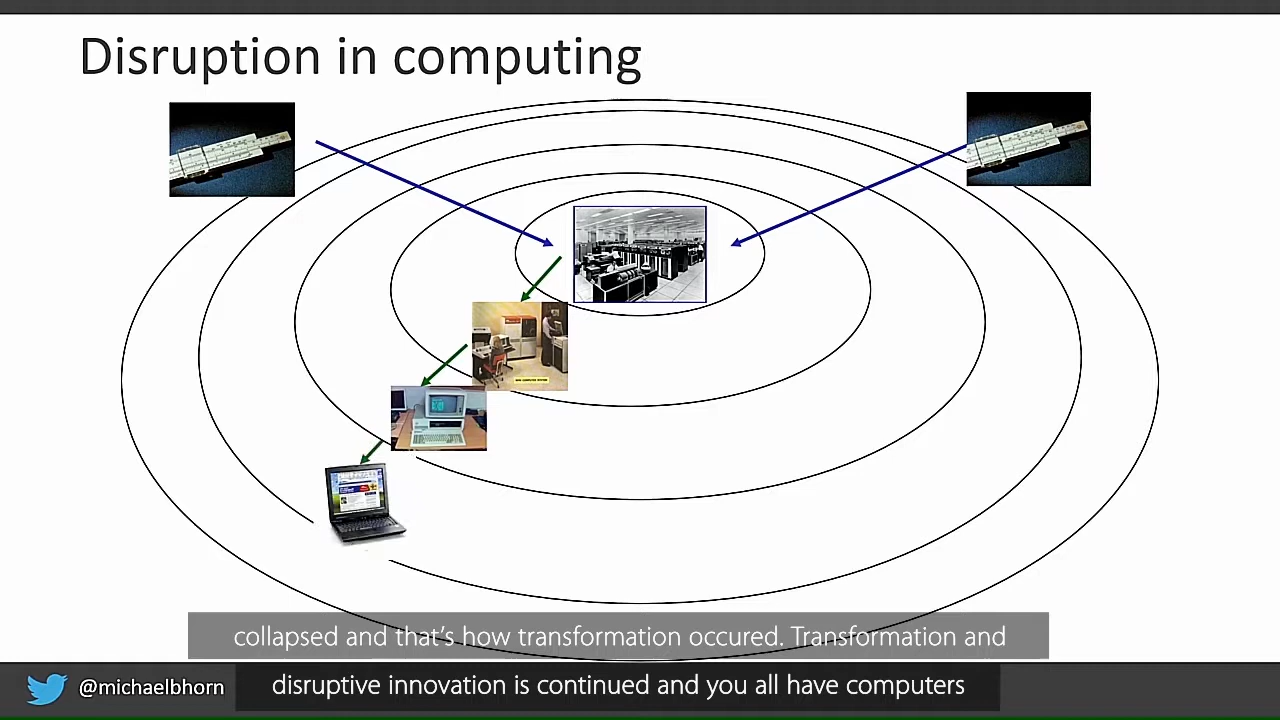 Disruption in computing
collapsed and that's how transformation occured. Transformation and
disruptive innovation is continued and you all have computers
@michaelbhorn